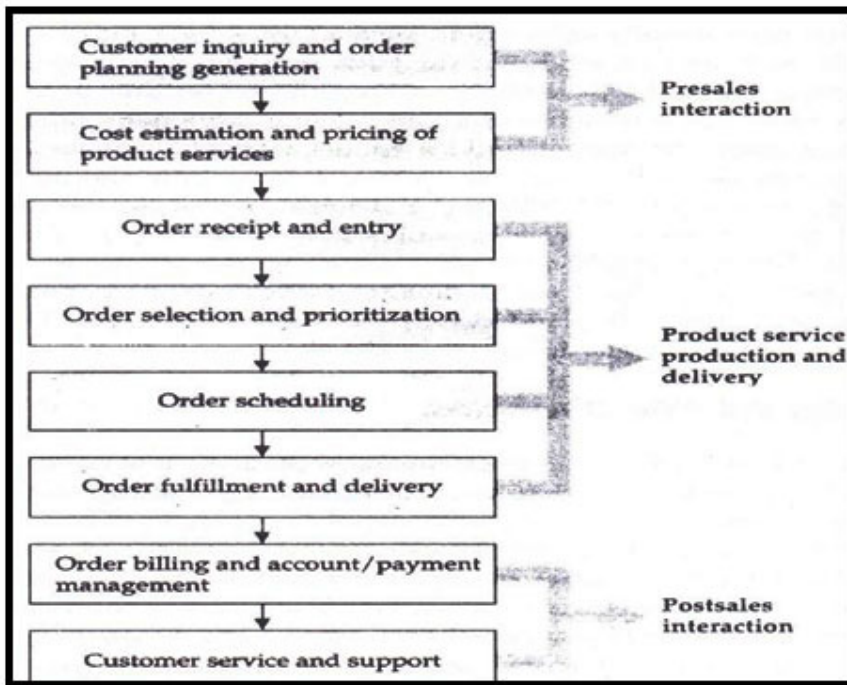 Customer inquiry and order
planning generation
Presales
interaction
Cost estimation and pricing of
product services
Order receipt and entry
Order selection and prioritization
Product service
production and
delivery
Order scheduling
Order fulfillment and delivery
Order billing and account/payment
management
Postsales
interaction
Customer service and support